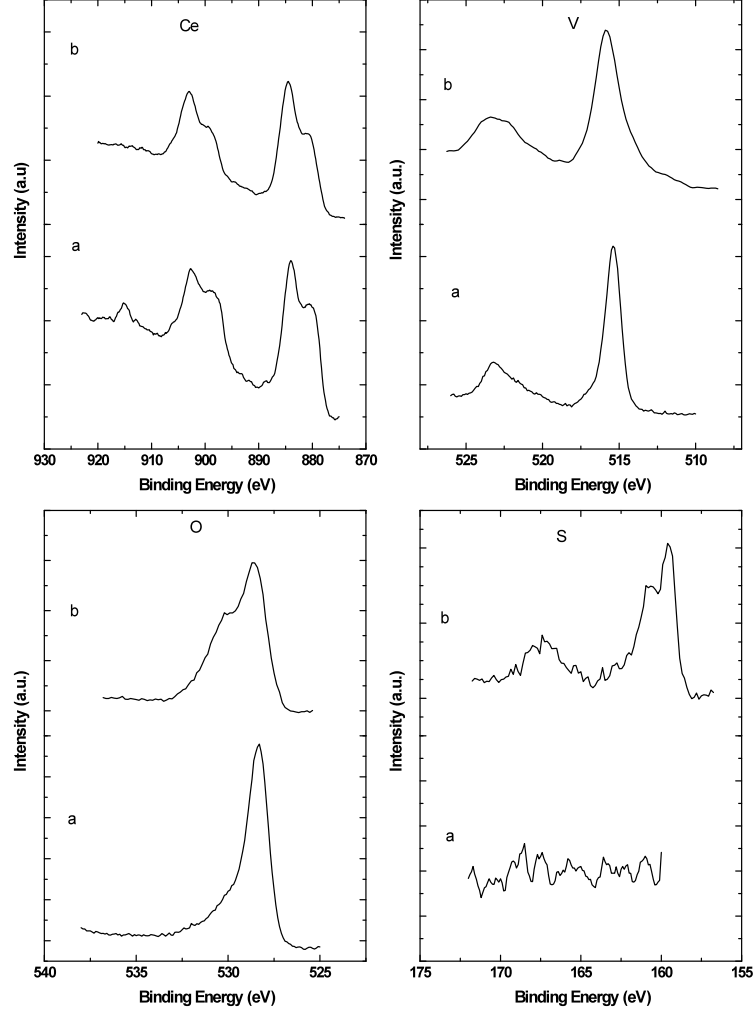 Ce
b
a
Intensity (a.u)
930 920 910 900 890 880 870
Binding Energy (eV)
V
b
a
Intensity (a.u.)
525 520 515 510
Binding Energy (eV)
O
b
a
Intensity (a.u.)
540 535 530 525
Binding Energy (eV)
S
b
a
Intensity (a.u.)
175 170 165 160 155
Binding Energy (eV)